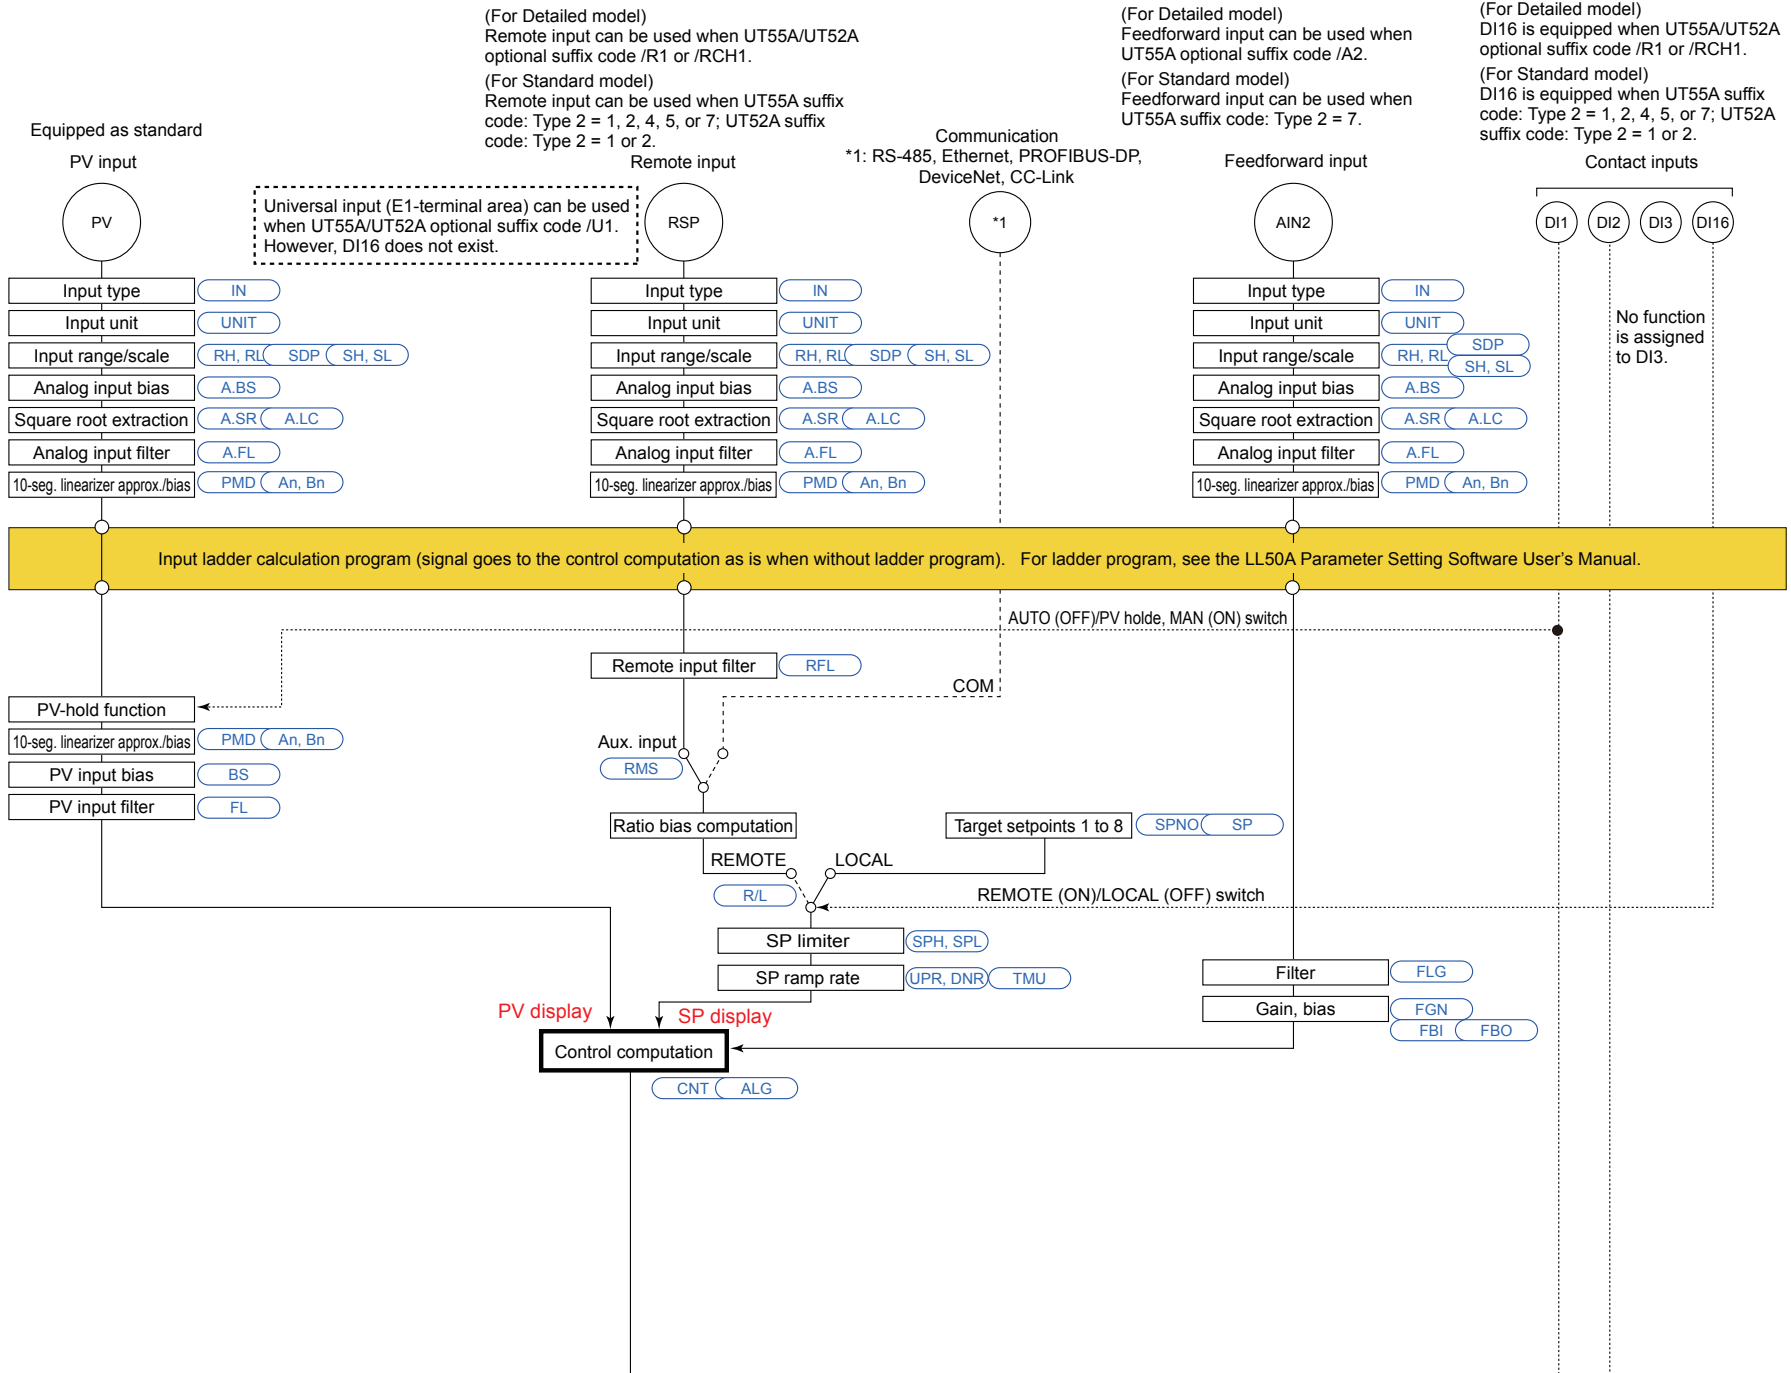 (For Detailed model)
Remote input can be used when UT55A/UT52A
optional suffix code /R1 or /RCH1.
(For Standard model)
Remote input can be used when UT55A suffix
code: Type 2 = 1, 2, 4, 5, or 7; UT52A suffix
code: Type 2 = 1 or 2.
(For Detailed model)
Feedforward input can be used when
UT55A optional suffix code /A2.
(For Standard model)
Feedforward input can be used when
UT55A suffix code: Type 2 = 7.
(For Detailed model)
DI16 is equipped when UT55A/UT52A
optional suffix code /R1 or /RCH1.
(For Standard model)
DI16 is equipped when UT55A suffix
code: Type 2 = 1, 2, 4, 5, or 7; UT52A
suffix code: Type 2 = 1 or 2.
Equipped as standard
PV input
Remote input
Communication
*1: RS-485, Ethernet, PROFIBUS-DP,
DeviceNet, CC-Link
Feedforward input
Contact inputs
PV
Universal input (E1-terminal area) can be used
when UT55A/UT52A optional suffix code /U1.
However, DI16 does not exist.
RSP
*1
AIN2
DI1
DI2
DI3
DI16
Input type IN
Input unit UNIT
Input range/scale RH, RL SDP SH, SL
Analog input bias A.BS
Square root extraction A.SR A.LC
Analog input filter A.FL
10-seg. linearizer approx./bias PMD An, Bn
Input type IN
Input unit UNIT
Input range/scale RH, RL SDP SH, SL
Analog input bias A.BS
Square root extraction A.SR A.LC
Analog input filter A.FL
10-seg. linearizer approx./bias PMD An, Bn
Input type IN
Input unit UNIT
Input range/scale RH, RL SDP
SH, SL
Analog input bias A.BS
Square root extraction A.SR A.LC
Analog input filter A.FL
10-seg. linearizer approx./bias PMD An, Bn
No function
is assigned
to DI3.
Input ladder calculation program (signal goes to the control computation as is when without ladder program). For ladder program, see the LL50A Parameter Setting Software User's Manual.
AUTO (OFF)/PV holde, MAN (ON) switch
Remote input filter RFL
COM
PV-hold function
10-seg. linearizer approx./bias PMD An, Bn
PV input bias BS
PV input filter FL
Aux. input
RMS
Ratio bias computation
Target setpoints 1 to 8 SPNO SP
REMOTE
LOCAL
R/L
REMOTE (ON)/LOCAL (OFF) switch
SP limiter SPH, SPL
SP ramp rate UPR, DNR TMU
Filter FLG
Gain, bias FGN
FBI FBO
PV display
SP display
Control computation
CNT ALG